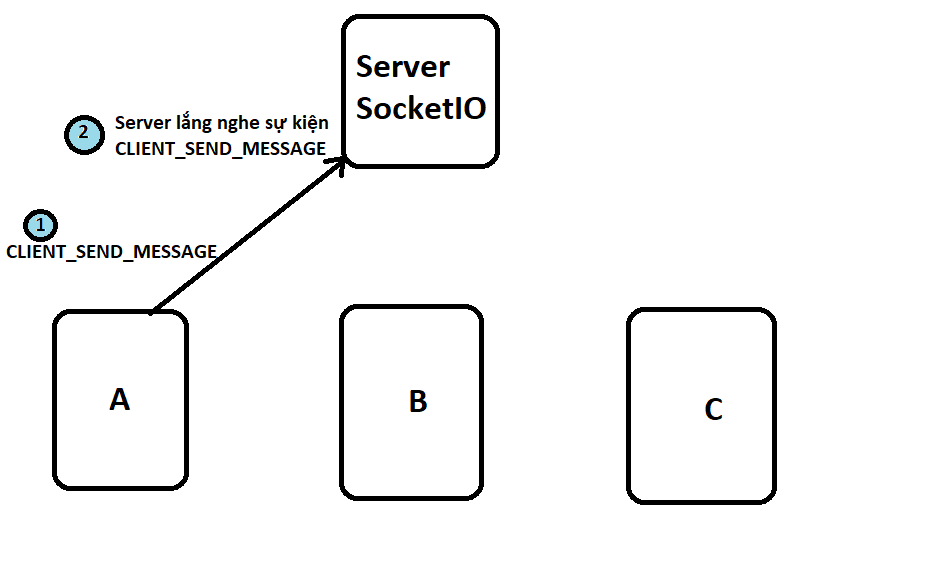 Server
SocketIO
2
Server lắng nghe sự kiện
CLIENT_SEND_MESSAGE
1
CLIENT_SEND_MESSAGE
A
B
C